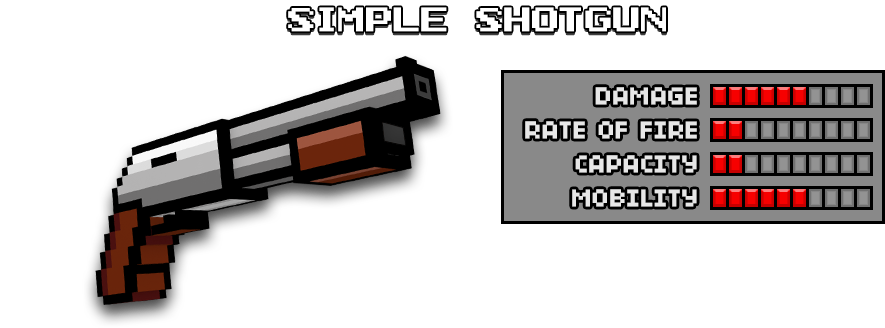 SIMPLE SHOTGUN
DAMAGE
RATE OF FIRE
CAPACITY
MOBILITY